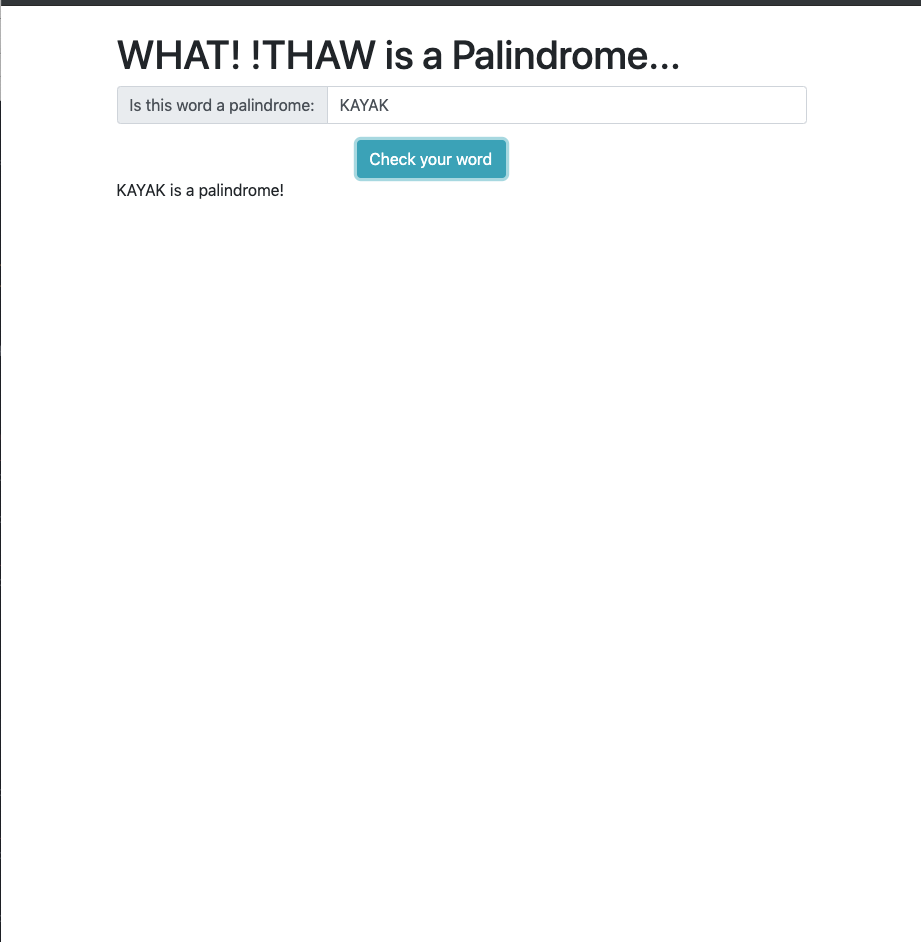 WHAT! !THAW is a Palindrome...
Is this word a palindrome: KAYAK
Check your word
KAYAK is a palindrome!